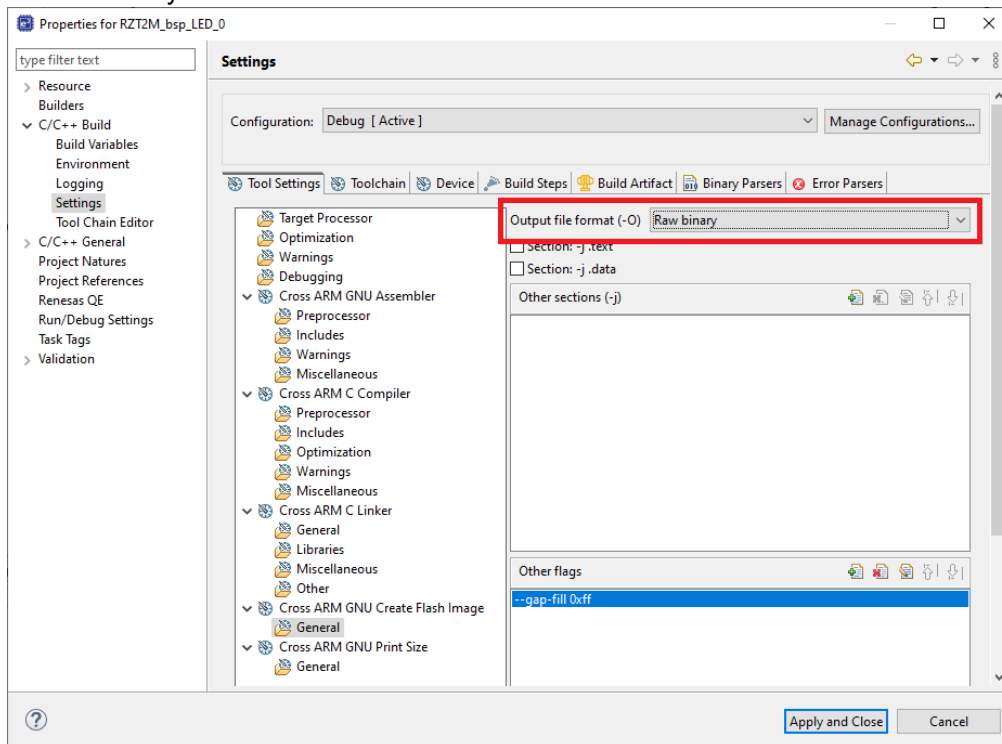 Properties for RZT2M_bsp_LED_0
type filter text
Settings
Resource
Builders
C/C++ Build
Build Variables
Environment
Logging
Settings
Tool Chain Editor
C/C++ General
Project Natures
Project References
Renesas QE
Run/Debug Settings
Task Tags
Validation
Configuration: Debug [ Active ] Manage Configurations...
Tool Settings Toolchain Device Build Steps Build Artifact Binary Parsers Error Parsers
Target Processor
Optimization
Warnings
Debugging
Cross ARM GNU Assembler
Preprocessor
Includes
Warnings
Miscellaneous
Cross ARM C Compiler
Preprocessor
Includes
Optimization
Warnings
Miscellaneous
Cross ARM C Linker
General
Libraries
Miscellaneous
Other
Cross ARM GNU Create Flash Image
General
Cross ARM GNU Print Size
General
Output file format (-O) Raw binary
Section: -j .text
Section: -j .data
Other sections (-j)
Other flags
--gap-fill 0xff
Apply and Close Cancel